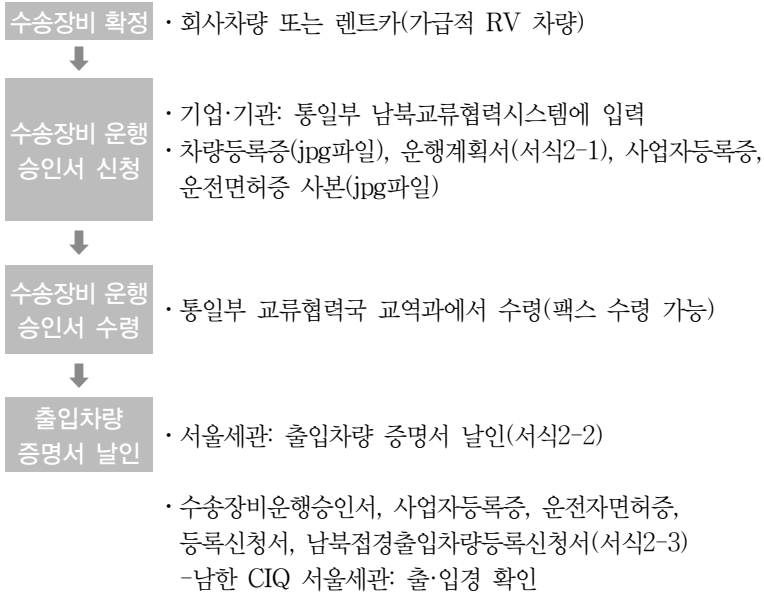 수송장비 확정
· 회사차량 또는 렌트카(가급적 RV 차량)
수송장비 운행
승인서 신청
· 기업·기관: 통일부 남북교류협력시스템에 입력
· 차량등록증(jpg파일), 운행계획서(서식2-1), 사업자등록증,
운전면허증 사본(jpg파일)
수송장비 운행
승인서 수령
· 통일부 교류협력국 교역과에서 수령(팩스 수령 가능)
출입차량
증명서 날인
· 서울세관: 출입차량 증명서 날인(서식2-2)
· 수송장비운행승인서, 사업자등록증, 운전자면허증,
등록신청서, 남북접경출입차량등록신청서(서식2-3)
-남한 CIQ 서울세관: 출·입경 확인